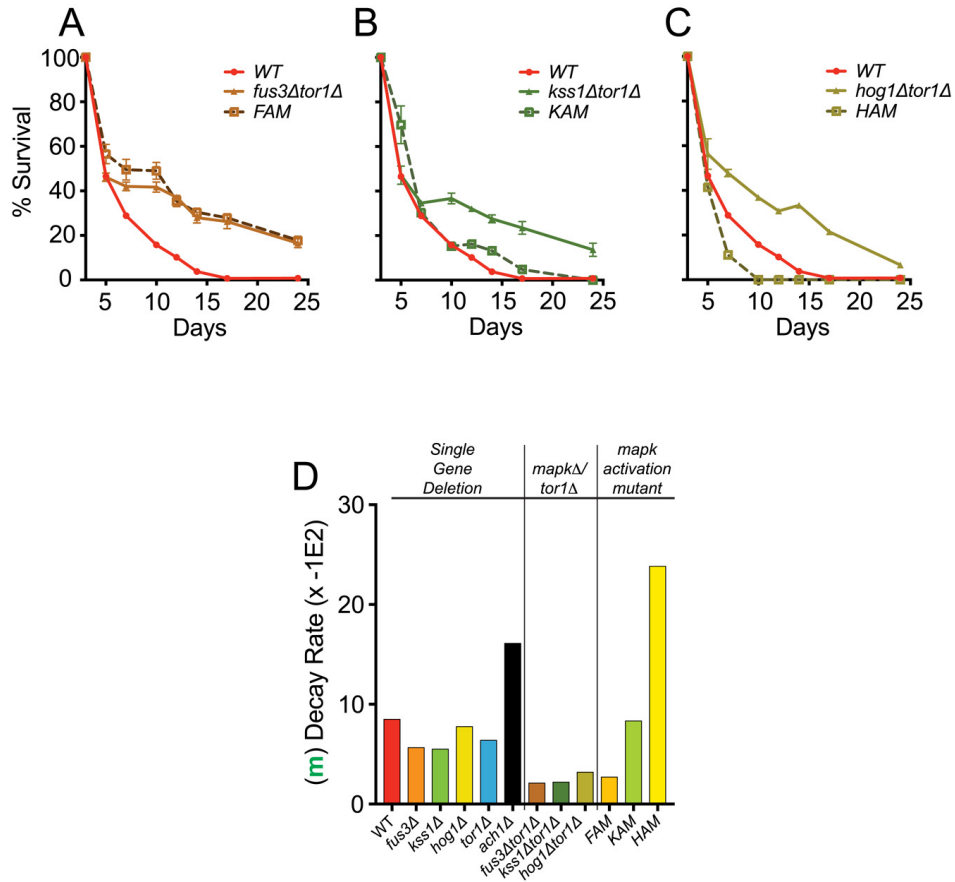 A
B
C
% Survival
100
80
60
40
20
0
WT
fus3Δtor1Δ
FAM
5
10
15
20
25
Days
WT
kss1Δtor1Δ
KAM
5
10
15
20
25
Days
WT
hog1Δtor1Δ
HAM
5
10
15
20
25
Days
D
Single
Gene
Deletion
mapkΔ/
tor1Δ
mapk
activation
mutant
(m) Decay Rate (x -1E2)
30
20
10
0
WT
fus3Δ
kss1Δ
hog1Δ
tor1Δ
ach1Δ
fus3Δtor1Δ
kss1Δtor1Δ
hog1Δtor1Δ
FAM
KAM
HAM